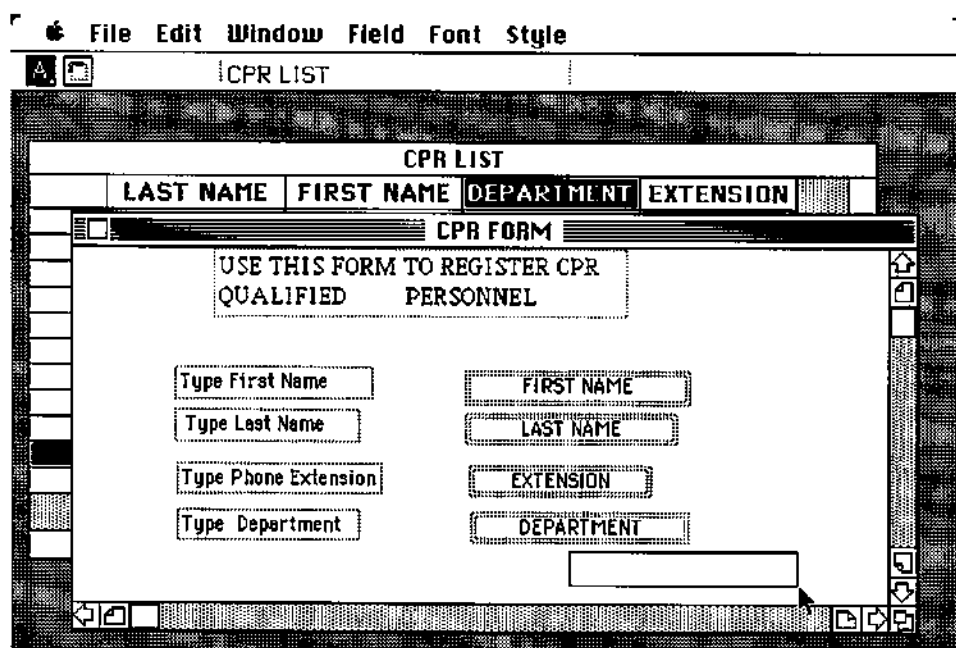 File Edit Window Field Font Style
A CPR LIST
CPR LIST
LAST NAME FIRST NAME DEPARTMENT EXTENSION
CPR FORM
USE THIS FORM TO REGISTER CPR
QUALIFIED PERSONNEL
Type First Name FIRST NAME
Type Last Name LAST NAME
Type Phone Extension EXTENSION
Type Department DEPARTMENT